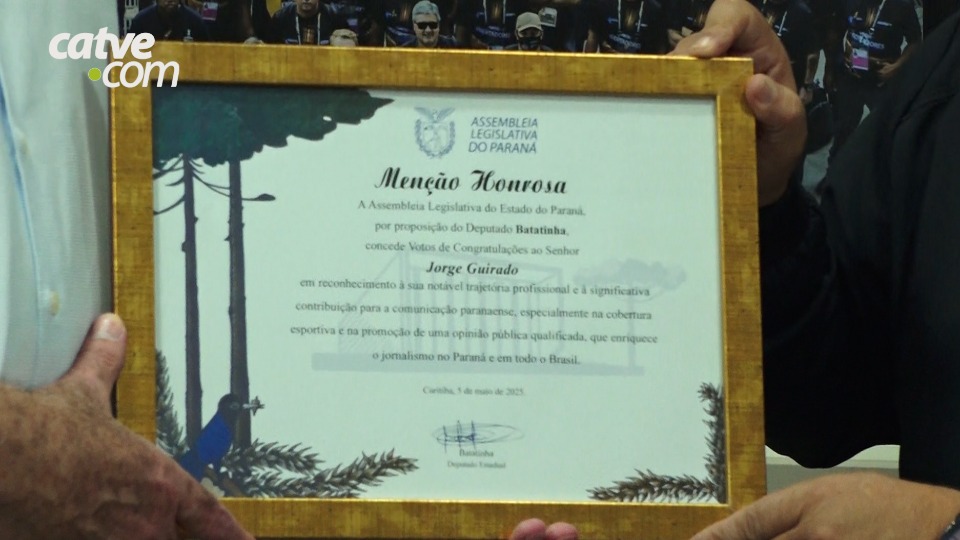 catve
.com
ASSEMBLEIA
LEGISLATIVA
DO PARANÁ
Menção Honrosa
A Assembleia Legislativa do Estado do Paraná,
por proposição do Deputado Batatinha,
concede Votos de Congratulações ao Senhor
Jorge Guirado
em reconhecimento à sua notável trajetória profissional e à significativa
contribuição para a comunicação paranaense, especialmente na cobertura
esportiva e na promoção de uma opinião pública qualificada, que enriquece
o jornalismo no Paraná e em todo o Brasil.
Curitiba, 5 de maio de 2025.
Batatinha
Deputado Estadual